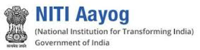 NITI Aayog
(National Institution for Transforming India)
Government of India